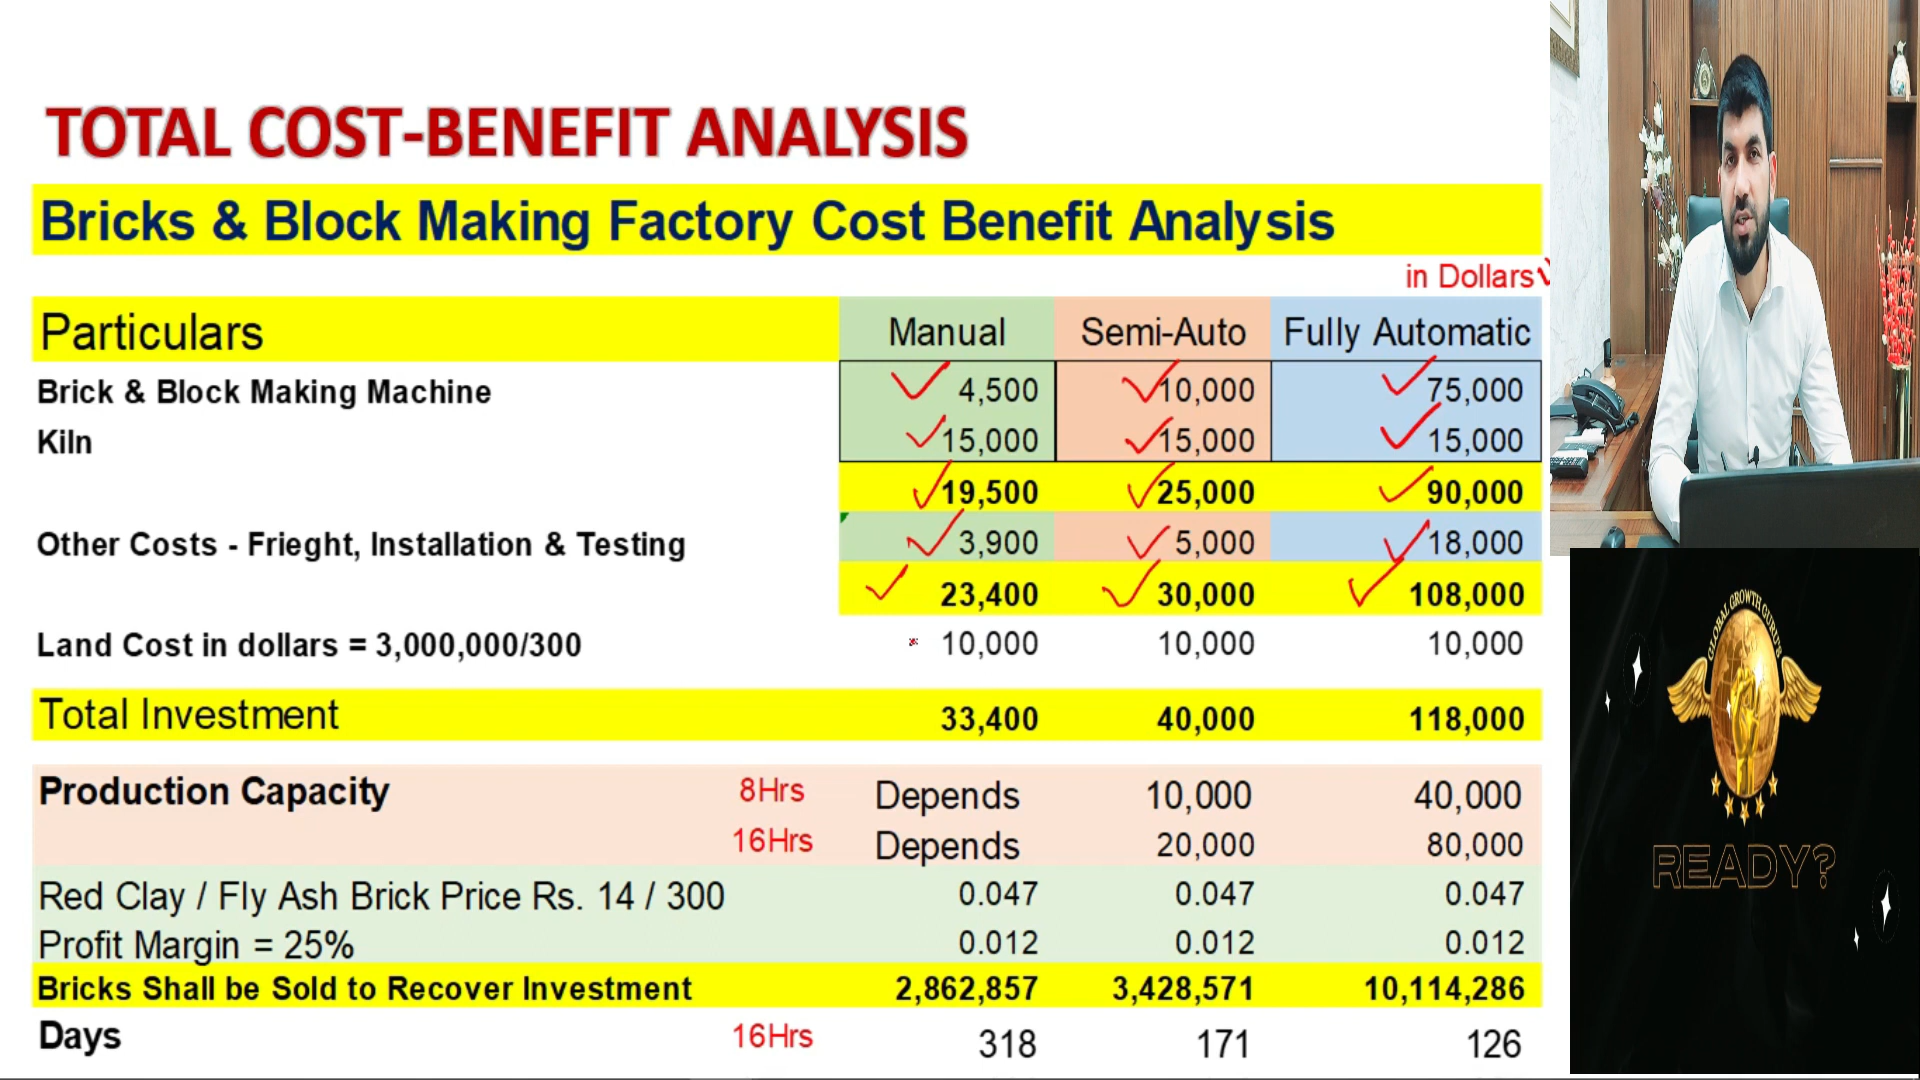 TOTAL COST-BENEFIT ANALYSIS
Bricks & Block Making Factory Cost Benefit Analysis
in Dollars
Particulars Manual Semi-Auto Fully Automatic
Brick & Block Making Machine 4,500 10,000 75,000
Kiln 15,000 15,000 15,000
19,500 25,000 90,000
Other Costs - Frieght, Installation & Testing 3,900 5,000 18,000
23,400 30,000 108,000
Land Cost in dollars = 3,000,000/300 10,000 10,000 10,000
Total Investment 33,400 40,000 118,000
Production Capacity 8Hrs Depends 10,000 40,000
16Hrs Depends 20,000 80,000
Red Clay / Fly Ash Brick Price Rs. 14 / 300 0.047 0.047 0.047
Profit Margin = 25% 0.012 0.012 0.012
Bricks Shall be Sold to Recover Investment 2,862,857 3,428,571 10,114,286
Days 16Hrs 318 171 126
GLOBAL GROWTH GURU'S
READY?